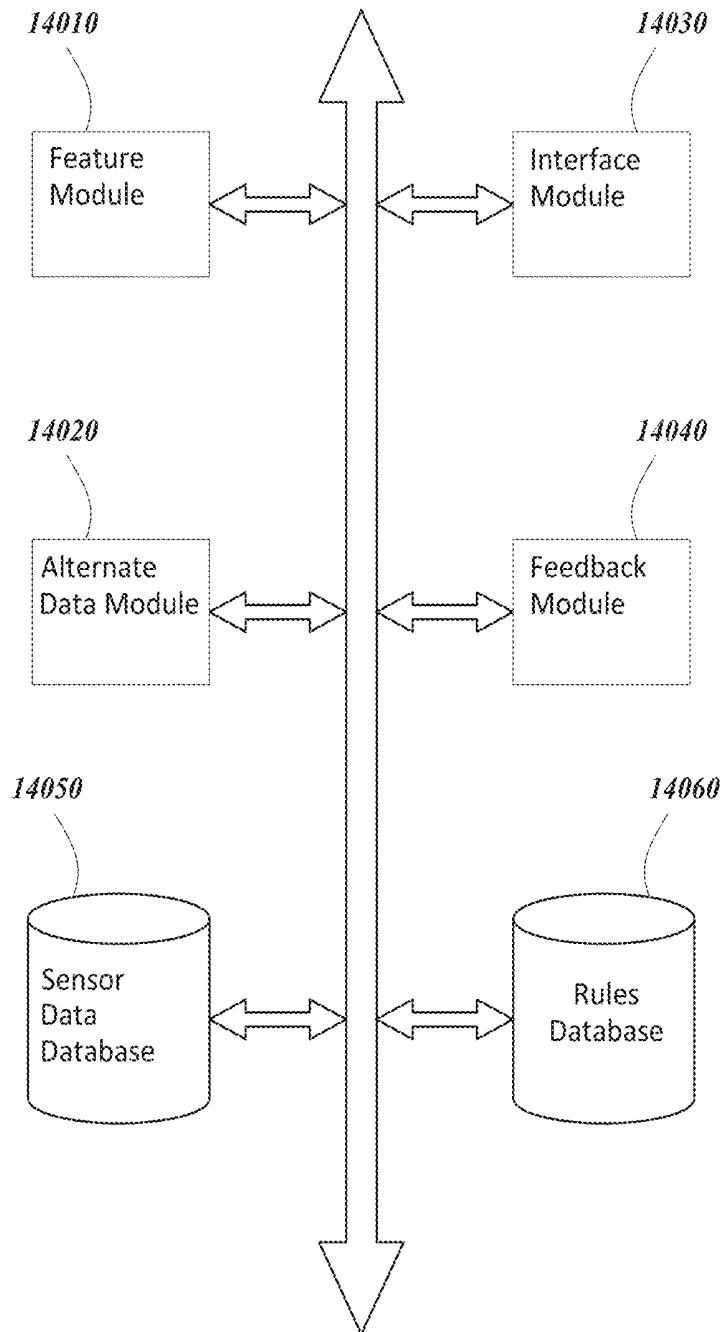 14010
Feature
Module
14030
Interface
Module
14020
Alternate
Data Module
14040
Feedback
Module
14050
Sensor
Data
Database
14060
Rules
Database